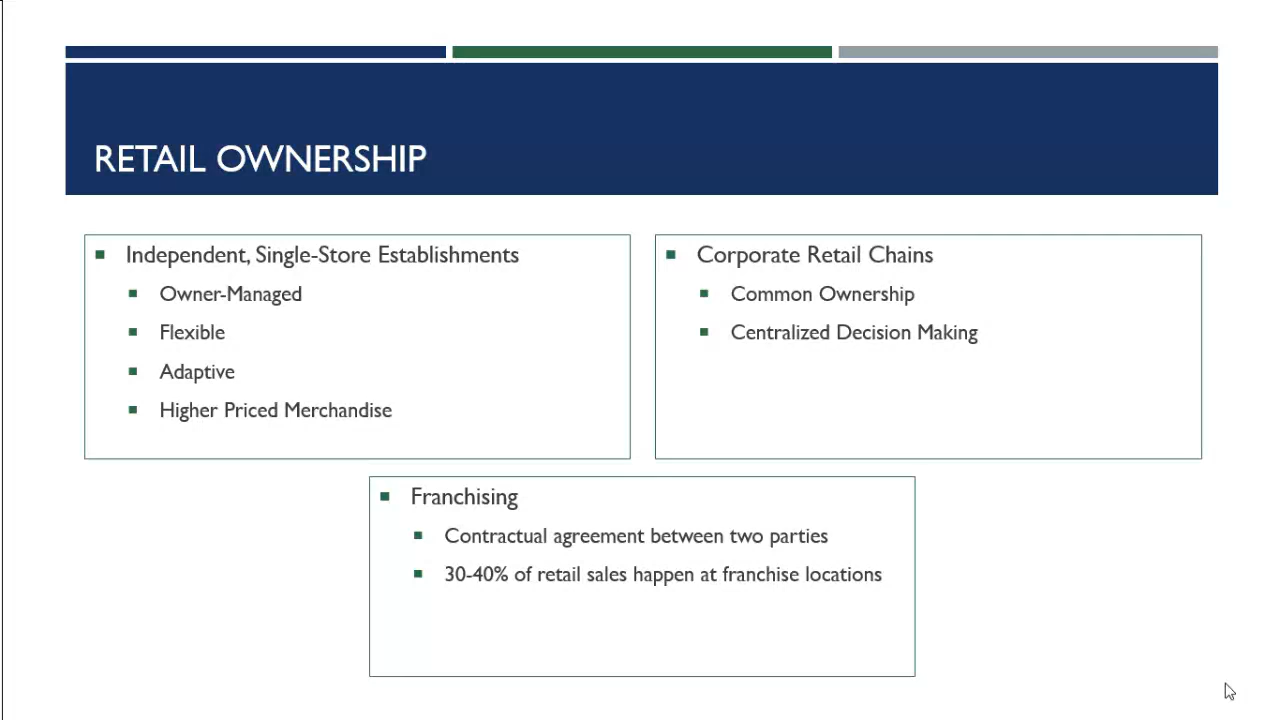 RETAIL OWNERSHIP
Independent, Single-Store Establishments
Owner-Managed
Flexible
Adaptive
Higher Priced Merchandise
Corporate Retail Chains
Common Ownership
Centralized Decision Making
Franchising
Contractual agreement between two parties
30-40% of retail sales happen at franchise locations